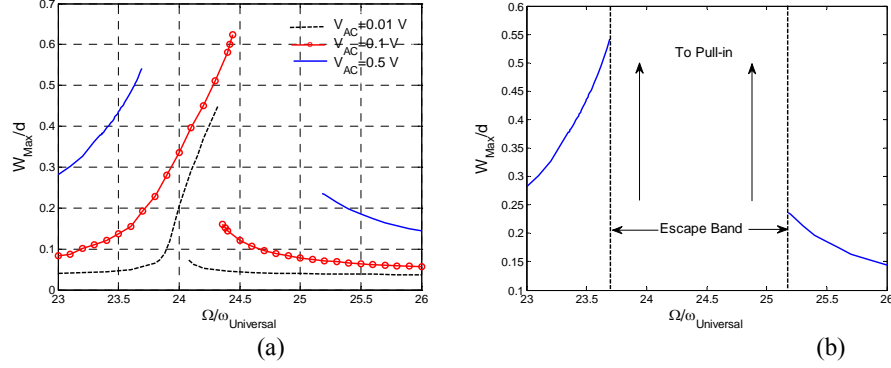 V_AC=0.01 V
V_AC=0.1 V
V_AC=0.5 V
0.7
0.6
0.5
0.4
0.3
0.2
0.1
0
W_Max/d
23 23.5 24 24.5 25 25.5 26
Ω/ω_Universal
(a)
0.6
0.55
0.5
0.45
0.4
0.35
0.3
0.25
0.2
0.15
0.1
W_Max/d
To Pull-in
Escape Band
23 23.5 24 24.5 25 25.5 26
Ω/ω_Universal
(b)